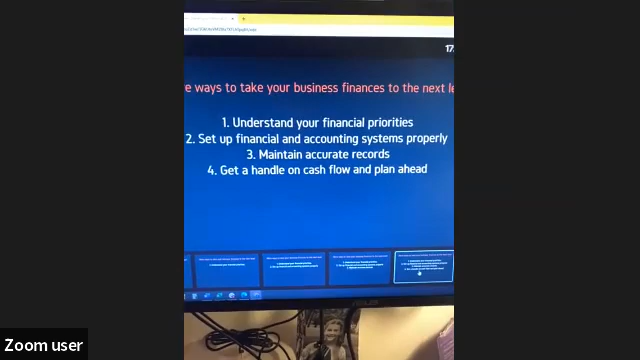 17
e ways to take your business finances to the next le
1. Understand your financial priorities
2. Set up financial and accounting systems properly
3. Maintain accurate records
4. Get a handle on cash flow and plan ahead
ASUS
Zoom user